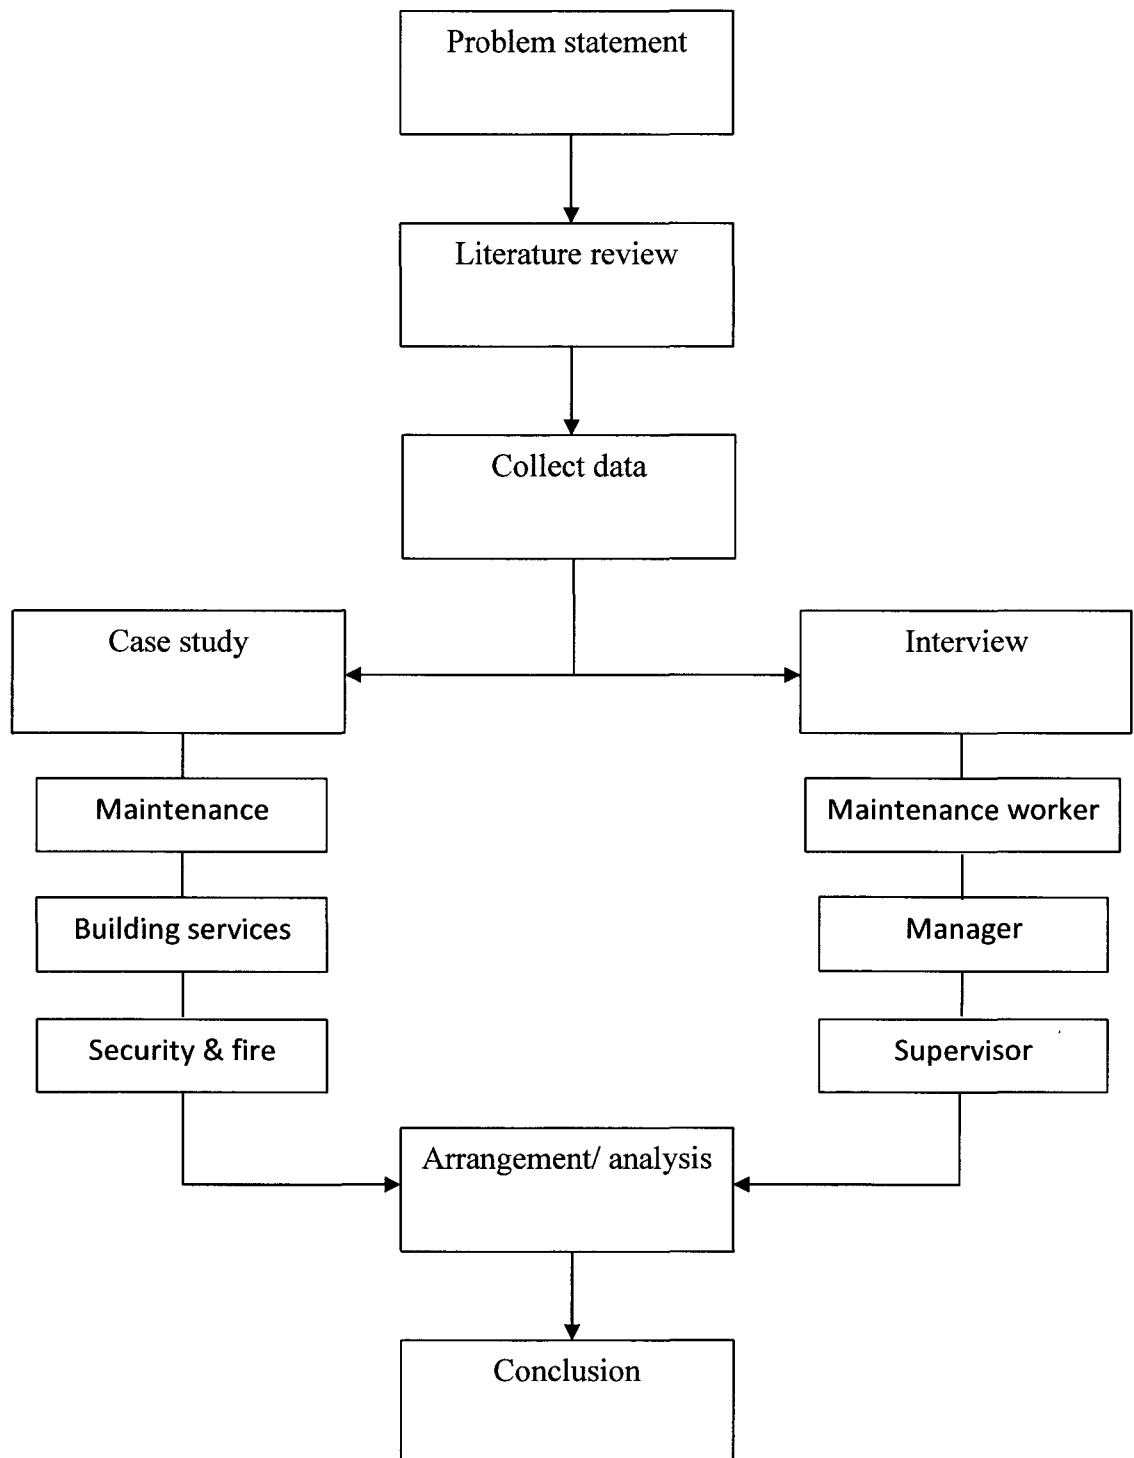 Problem statement
Literature review
Collect data
Case study
Interview
Maintenance
Maintenance worker
Building services
Manager
Security & fire
Supervisor
Arrangement/ analysis
Conclusion